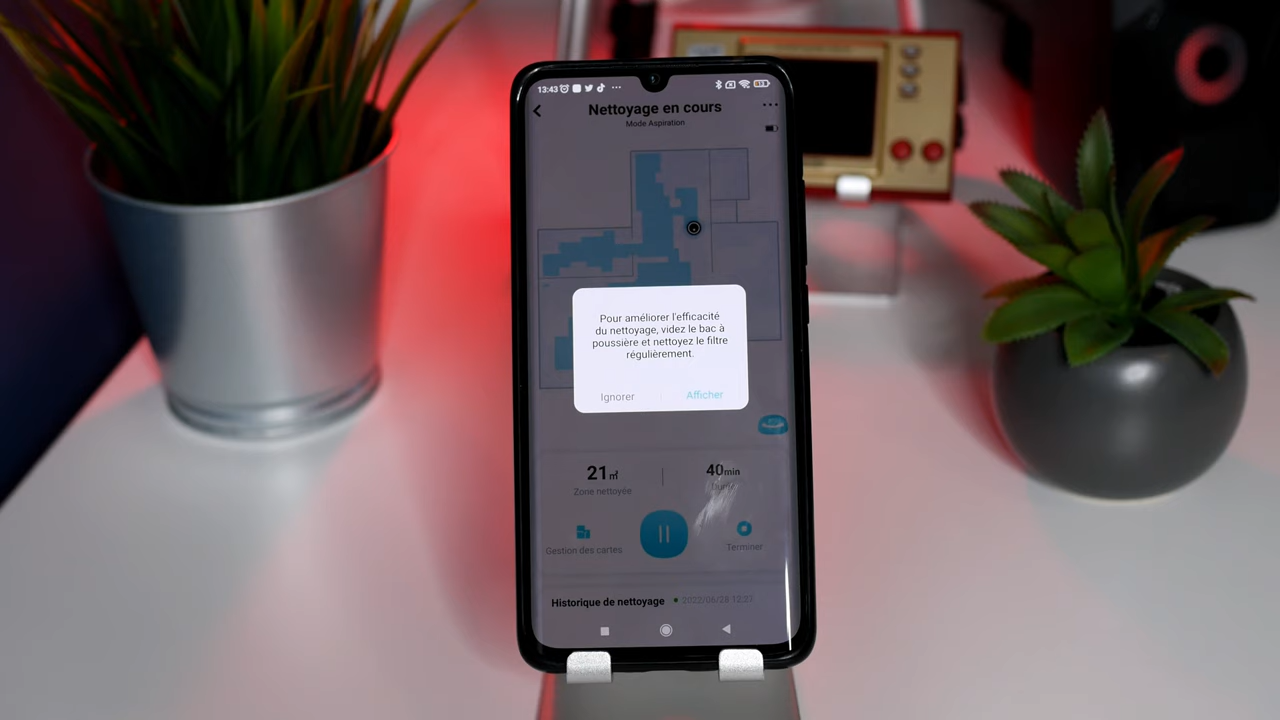 13:43
Nettoyage en cours
Mode Aspiration
Pour améliorer l'efficacité
du nettoyage, videz le bac à
poussière et nettoyez le filtre
régulièrement.
Ignorer
Afficher
21㎡
40min
Zone nettoyée
Gestion des cartes
Terminer
Historique de nettoyage
2022/06/28 12:27